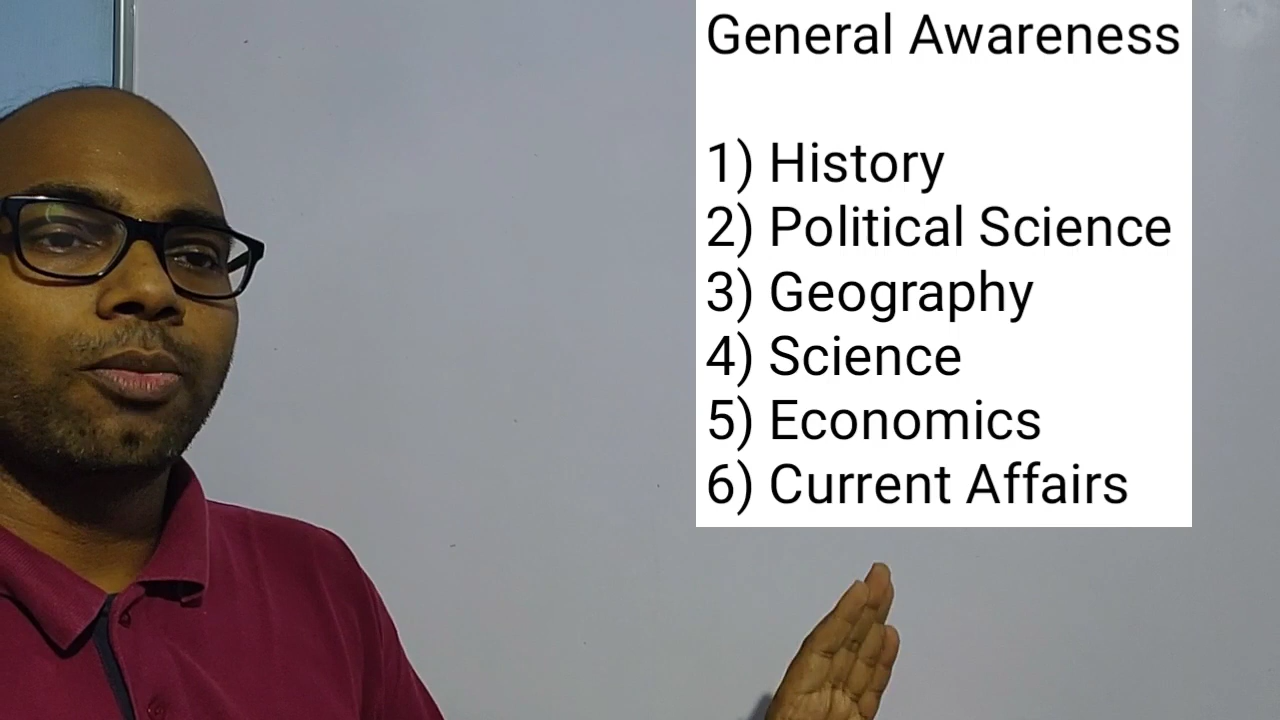 General Awareness
1) History
2) Political Science
3) Geography
4) Science
5) Economics
6) Current Affairs